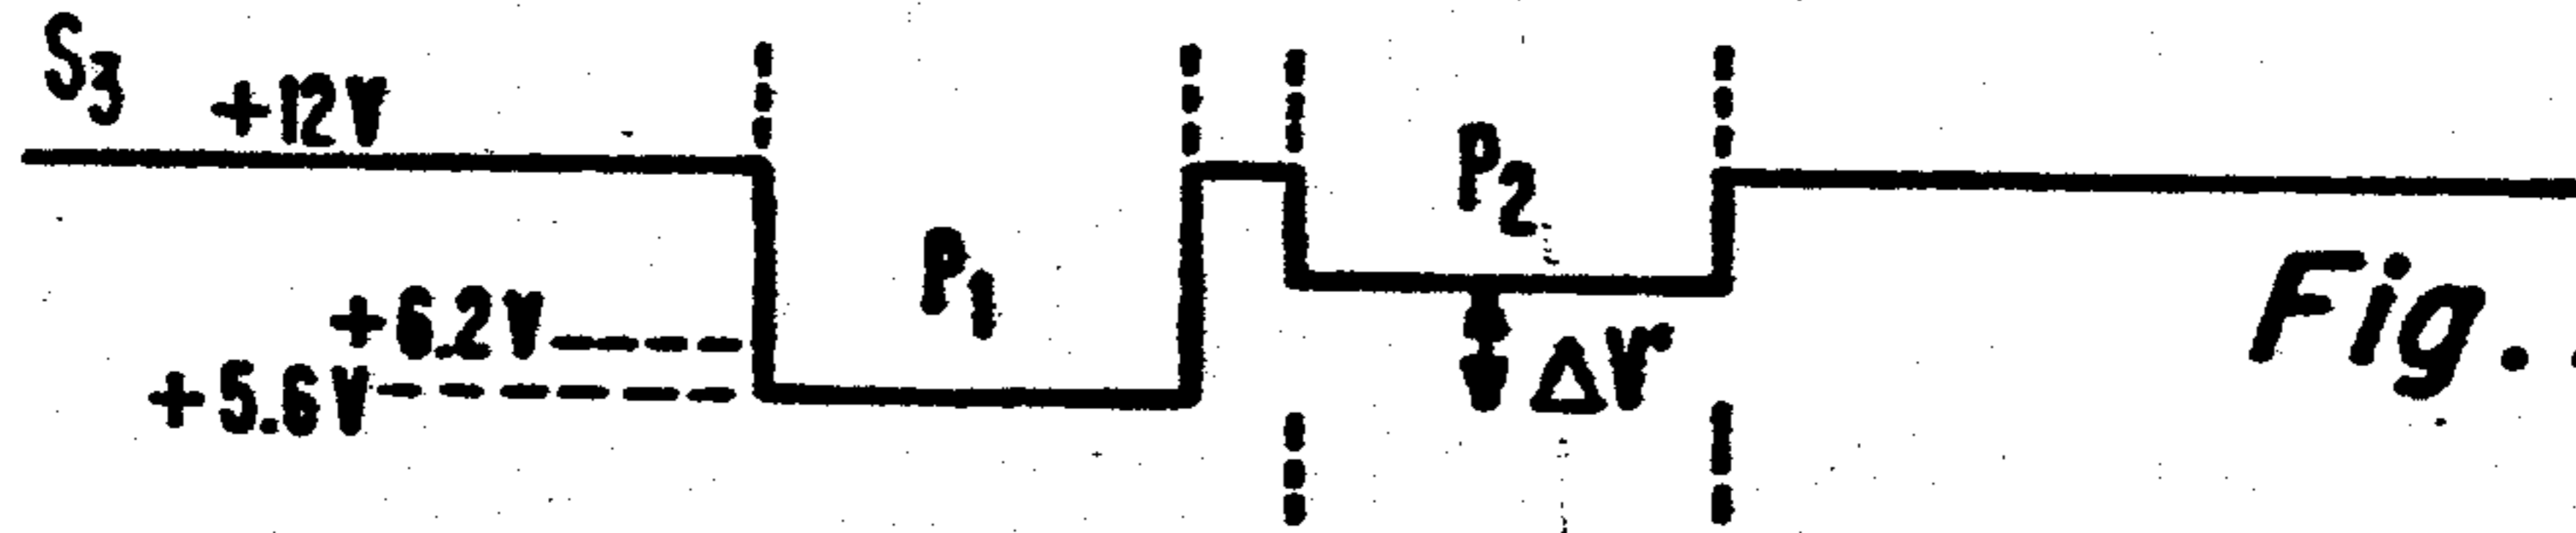 S3 +12V
P1
P2
+6.2V
+5.6V
ΔV
Fig.